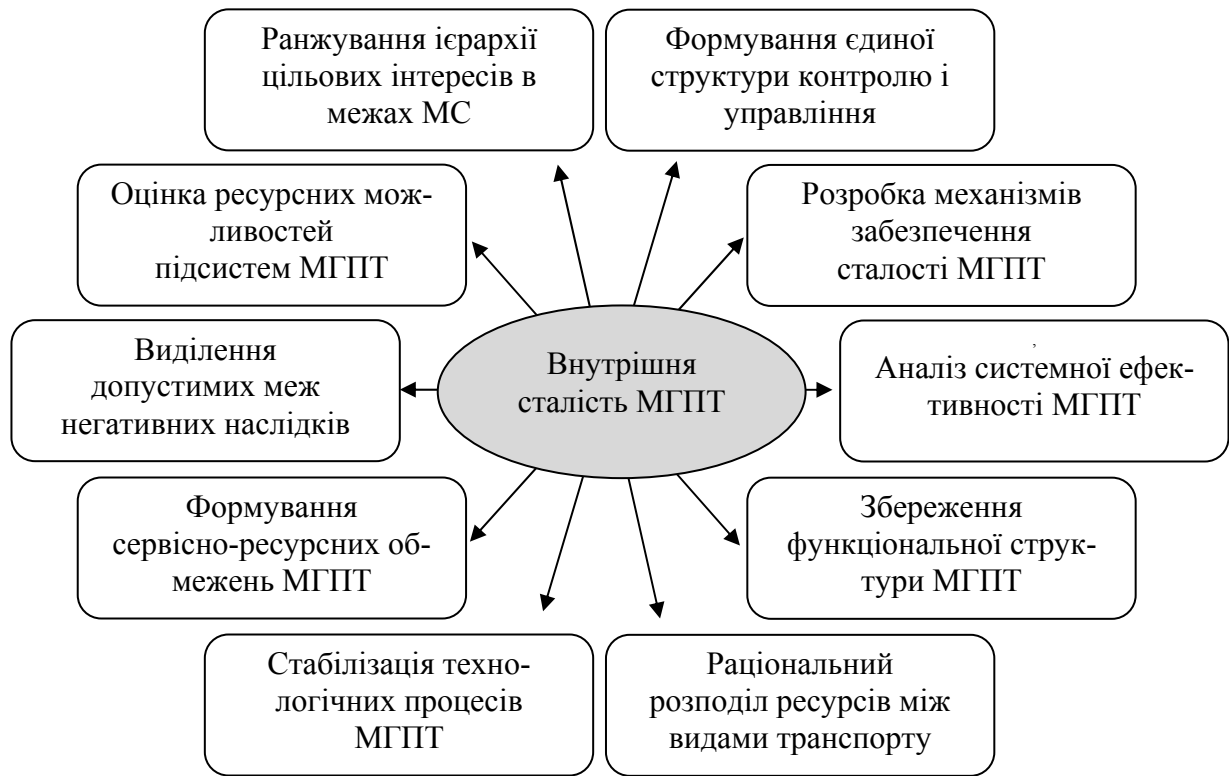 Ранжування ієрархії
цільових інтересів в
межах МС
Формування єдиної
структури контролю і
управління
Оцінка ресурсних мож-
ливостей
підсистем МГПТ
Розробка механізмів
забезпечення
сталості МГПТ
Виділення
допустимих меж
негативних наслідків
Внутрішня
сталість МГПТ
,
Аналіз системної ефек-
тивності МГПТ
Формування
сервісно-ресурсних об-
межень МГПТ
Збереження
функціональної струк-
тури МГПТ
Стабілізація техно-
логічних процесів
МГПТ
Раціональний
розподіл ресурсів між
видами транспорту